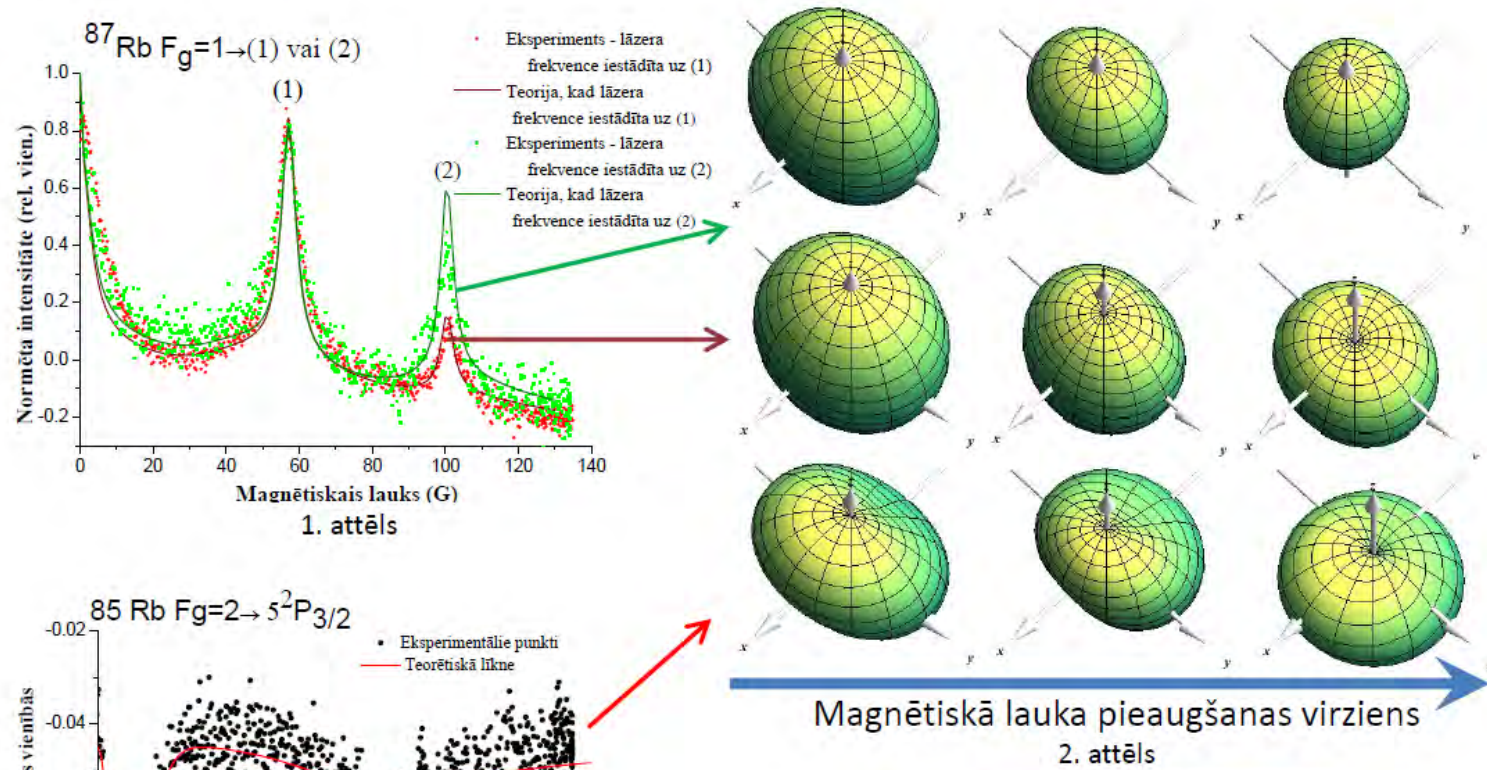 ⁸⁷Rb Fg=1→(1) vai (2)
1.0
0.8
0.6
0.4
0.2
0.0
-0.2
Normēta intensitāte (rel. vien.)
(1)
(2)
Eksperiments - lāzera
frekvence iestādīta uz (1)
Teorija, kad lāzera
frekvence iestādīta uz (1)
Eksperiments - lāzera
frekvence iestādīta uz (2)
Teorija, kad lāzera
frekvence iestādīta uz (2)
0 20 40 60 80 100 120 140
Magnētiskais lauks (G)
1. attēls
x y x y x y
x y x y x
x y x y x y
85 Rb Fg=2→ 5²P3/2
-0.02
-0.04
Eksperimentālie punkti
Teorētiskā līkne
vienībās
Magnētiskā lauka pieaugšanas virziens
2. attēls